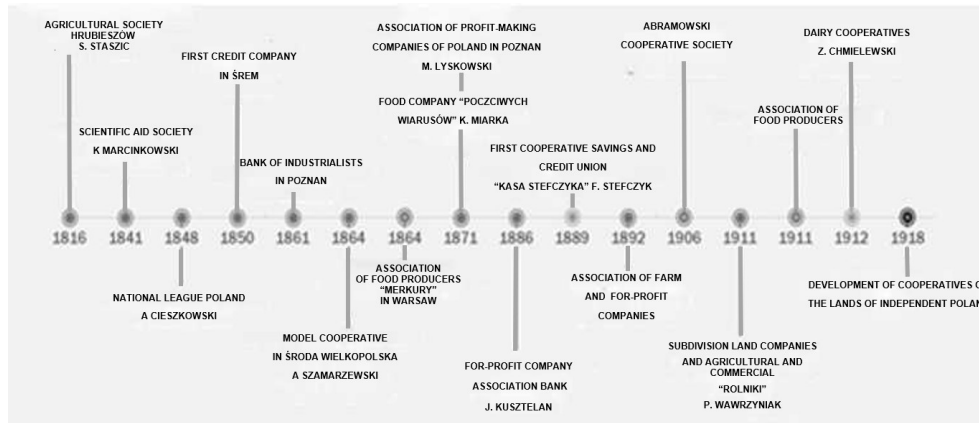 AGRICULTURAL SOCIETY
HRUBIESZÓW
S. STASZIC
SCIENTIFIC AID SOCIETY
K MARCINKOWSKI
FIRST CREDIT COMPANY
IN ŚREM
BANK OF INDUSTRIALISTS
IN POZNAN
ASSOCIATION OF PROFIT-MAKING
COMPANIES OF POLAND IN POZNAN
M. LYSKOWSKI
FOOD COMPANY “POCZCIWYCH
WIARUSÓW” K. MIARKA
FIRST COOPERATIVE SAVINGS AND
CREDIT UNION
“KASA STEFCZYKA” F. STEFCZYK
ABRAMOWSKI
COOPERATIVE SOCIETY
ASSOCIATION OF
FOOD PRODUCERS
DAIRY COOPERATIVES
Z. CHMIELEWSKI
1816 1841 1848 1850 1861 1864 1864 1871 1886 1889 1892 1906 1911 1911 1912 1918
NATIONAL LEAGUE POLAND
A CIESZKOWSKI
MODEL COOPERATIVE
IN ŚRODA WIELKOPOLSKA
A SZAMARZEWSKI
ASSOCIATION
OF FOOD PRODUCERS
“MERKURY”
IN WARSAW
FOR-PROFIT COMPANY
ASSOCIATION BANK
J. KUSZTELAN
ASSOCIATION OF FARM
AND FOR-PROFIT
COMPANIES
SUBDIVISION LAND COMPANIES
AND AGRICULTURAL AND
COMMERCIAL
“ROLNIKI”
P. WAWRZYNIAK
DEVELOPMENT OF COOPERATIVES
THE LANDS OF INDEPENDENT